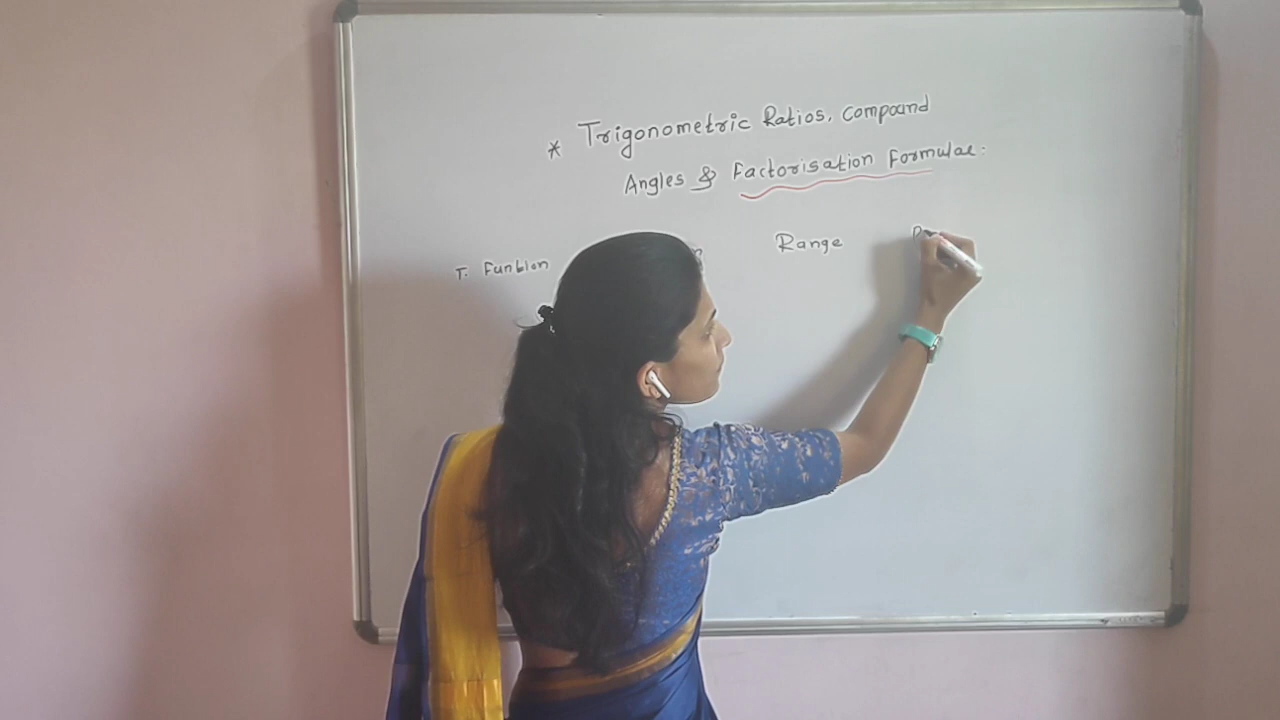 * Trigonometric Ratios, Compound
Angles & Factorisation Formulae:
T. Funtion Range